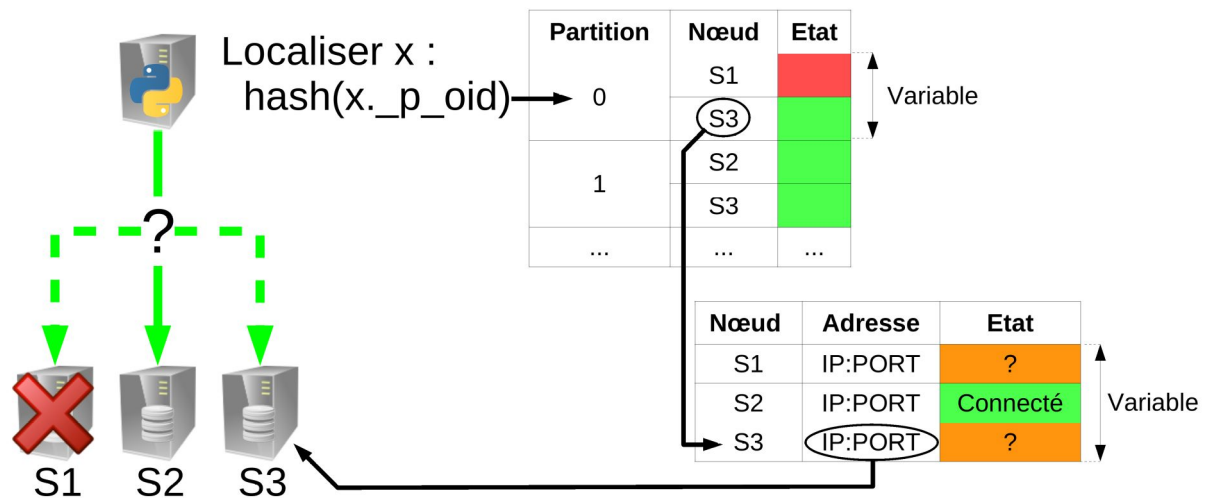 Localiser x :
hash(x._p_oid)
?
S1 S2 S3
Partition Nœud Etat
0 S1
S3
1 S2
S3
... ... ...
Variable
Nœud Adresse Etat
S1 IP:PORT ?
S2 IP:PORT Connecté
S3 IP:PORT ?
Variable